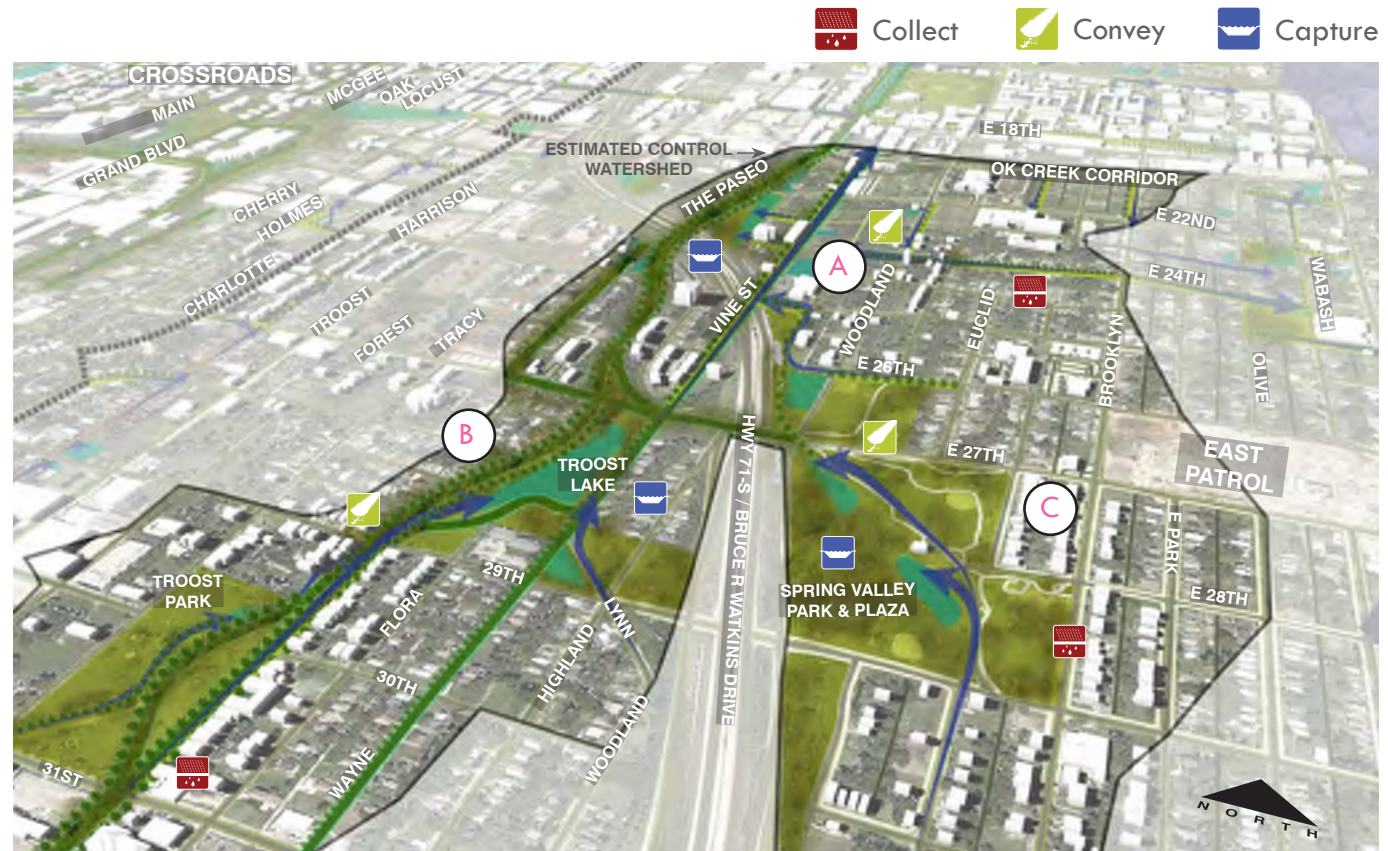 Collect
Convey
Capture
CROSSROADS
MAIN
MCGEE
OAK
LOCUST
GRAND BLVD
E 18TH
ESTIMATED CONTROL
WATERSHED
THE PASEO
OK CREEK CORRIDOR
CHERRY
HOLMES
HARRISON
E 22ND
A
CHARLOTTE
E 24TH
WABASH
TROOST
VINE ST
WOODLAND
EUCLID
FOREST
TRACY
BROOKLYN
E 26TH
OLIVE
B
HWY 71-S / BRUCE R WATKINS DRIVE
E 27TH
EAST
PATROL
TROOST
LAKE
C
E PARK
29TH
TROOST
PARK
SPRING VALLEY
PARK & PLAZA
E 28TH
FLORA
LYNN
HIGHLAND
30TH
WOODLAND
31ST
WAYNE
NORTH